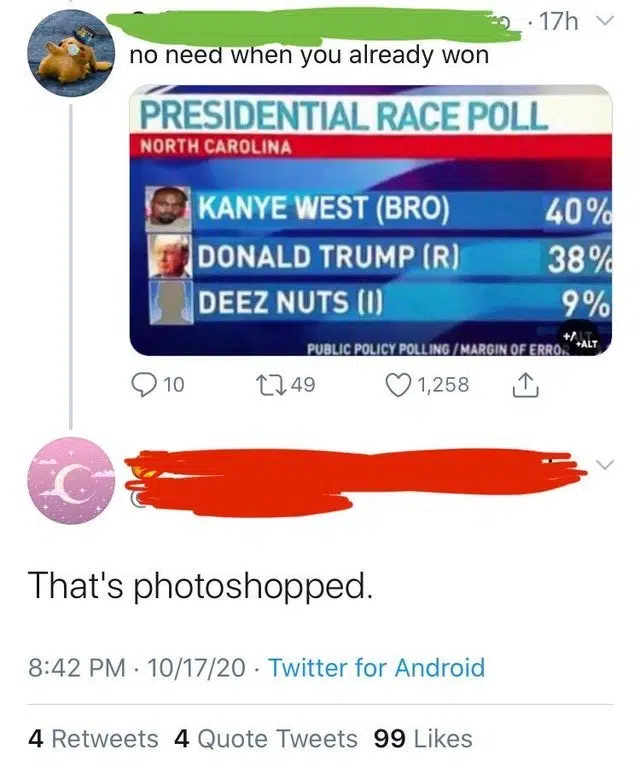 · 17h
no need when you already won
PRESIDENTIAL RACE POLL
NORTH CAROLINA
KANYE WEST (BRO) 40%
DONALD TRUMP (R) 38%
DEEZ NUTS (I) 9%
PUBLIC POLICY POLLING / MARGIN OF ERRO
+ALT
10 49 1,258
That's photoshopped.
8:42 PM · 10/17/20 · Twitter for Android
4 Retweets 4 Quote Tweets 99 Likes